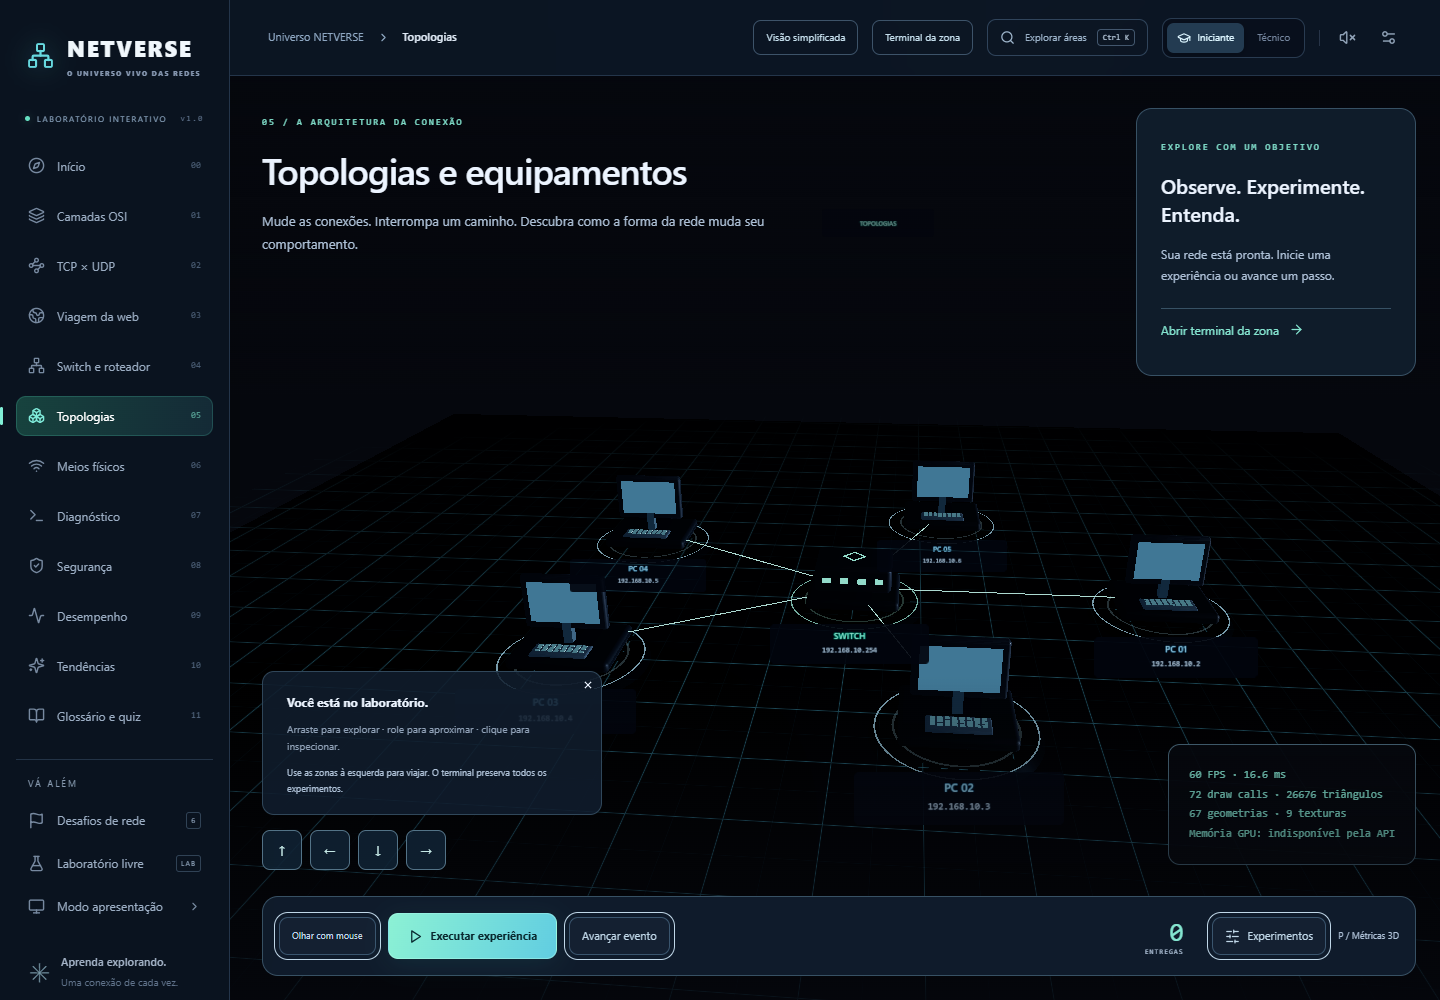 NETVERSE
O UNIVERSO VIVO DAS REDES
LABORATÓRIO INTERATIVO v1.0
Início 00
Camadas OSI 01
TCP × UDP 02
Viagem da web 03
Switch e roteador 04
Topologias 05
Meios físicos 06
Diagnóstico 07
Segurança 08
Desempenho 09
Tendências 10
Glossário e quiz 11
VÁ ALÉM
Desafios de rede 6
Laboratório livre LAB
Modo apresentação
Aprenda explorando.
Uma conexão de cada vez.
Universo NETVERSE > Topologias
Visão simplificada
Terminal da zona
Explorar áreas Ctrl K
Iniciante
Técnico
05 / A ARQUITETURA DA CONEXÃO
Topologias e equipamentos
Mude as conexões. Interrompa um caminho. Descubra como a forma da rede muda seu
comportamento.
TOPOLOGIAS
EXPLORE COM UM OBJETIVO
Observe. Experimente.
Entenda.
Sua rede está pronta. Inicie uma
experiência ou avance um passo.
Abrir terminal da zona →
PC 04
192.168.10.5
PC 05
192.168.10.6
SWITCH
192.168.10.254
PC 01
192.168.10.2
PC 03
192.168.10.4
PC 02
192.168.10.3
Você está no laboratório. ×
Arraste para explorar · role para aproximar · clique para
inspecionar.
Use as zonas à esquerda para viajar. O terminal preserva todos os
experimentos.
↑ ← ↓ →
60 FPS · 16.6 ms
72 draw calls · 26676 triângulos
67 geometrias · 9 texturas
Memória GPU: indisponível pela API
Olhar com mouse
Executar experiência
Avançar evento
0
ENTREGAS
Experimentos
P / Métricas 3D